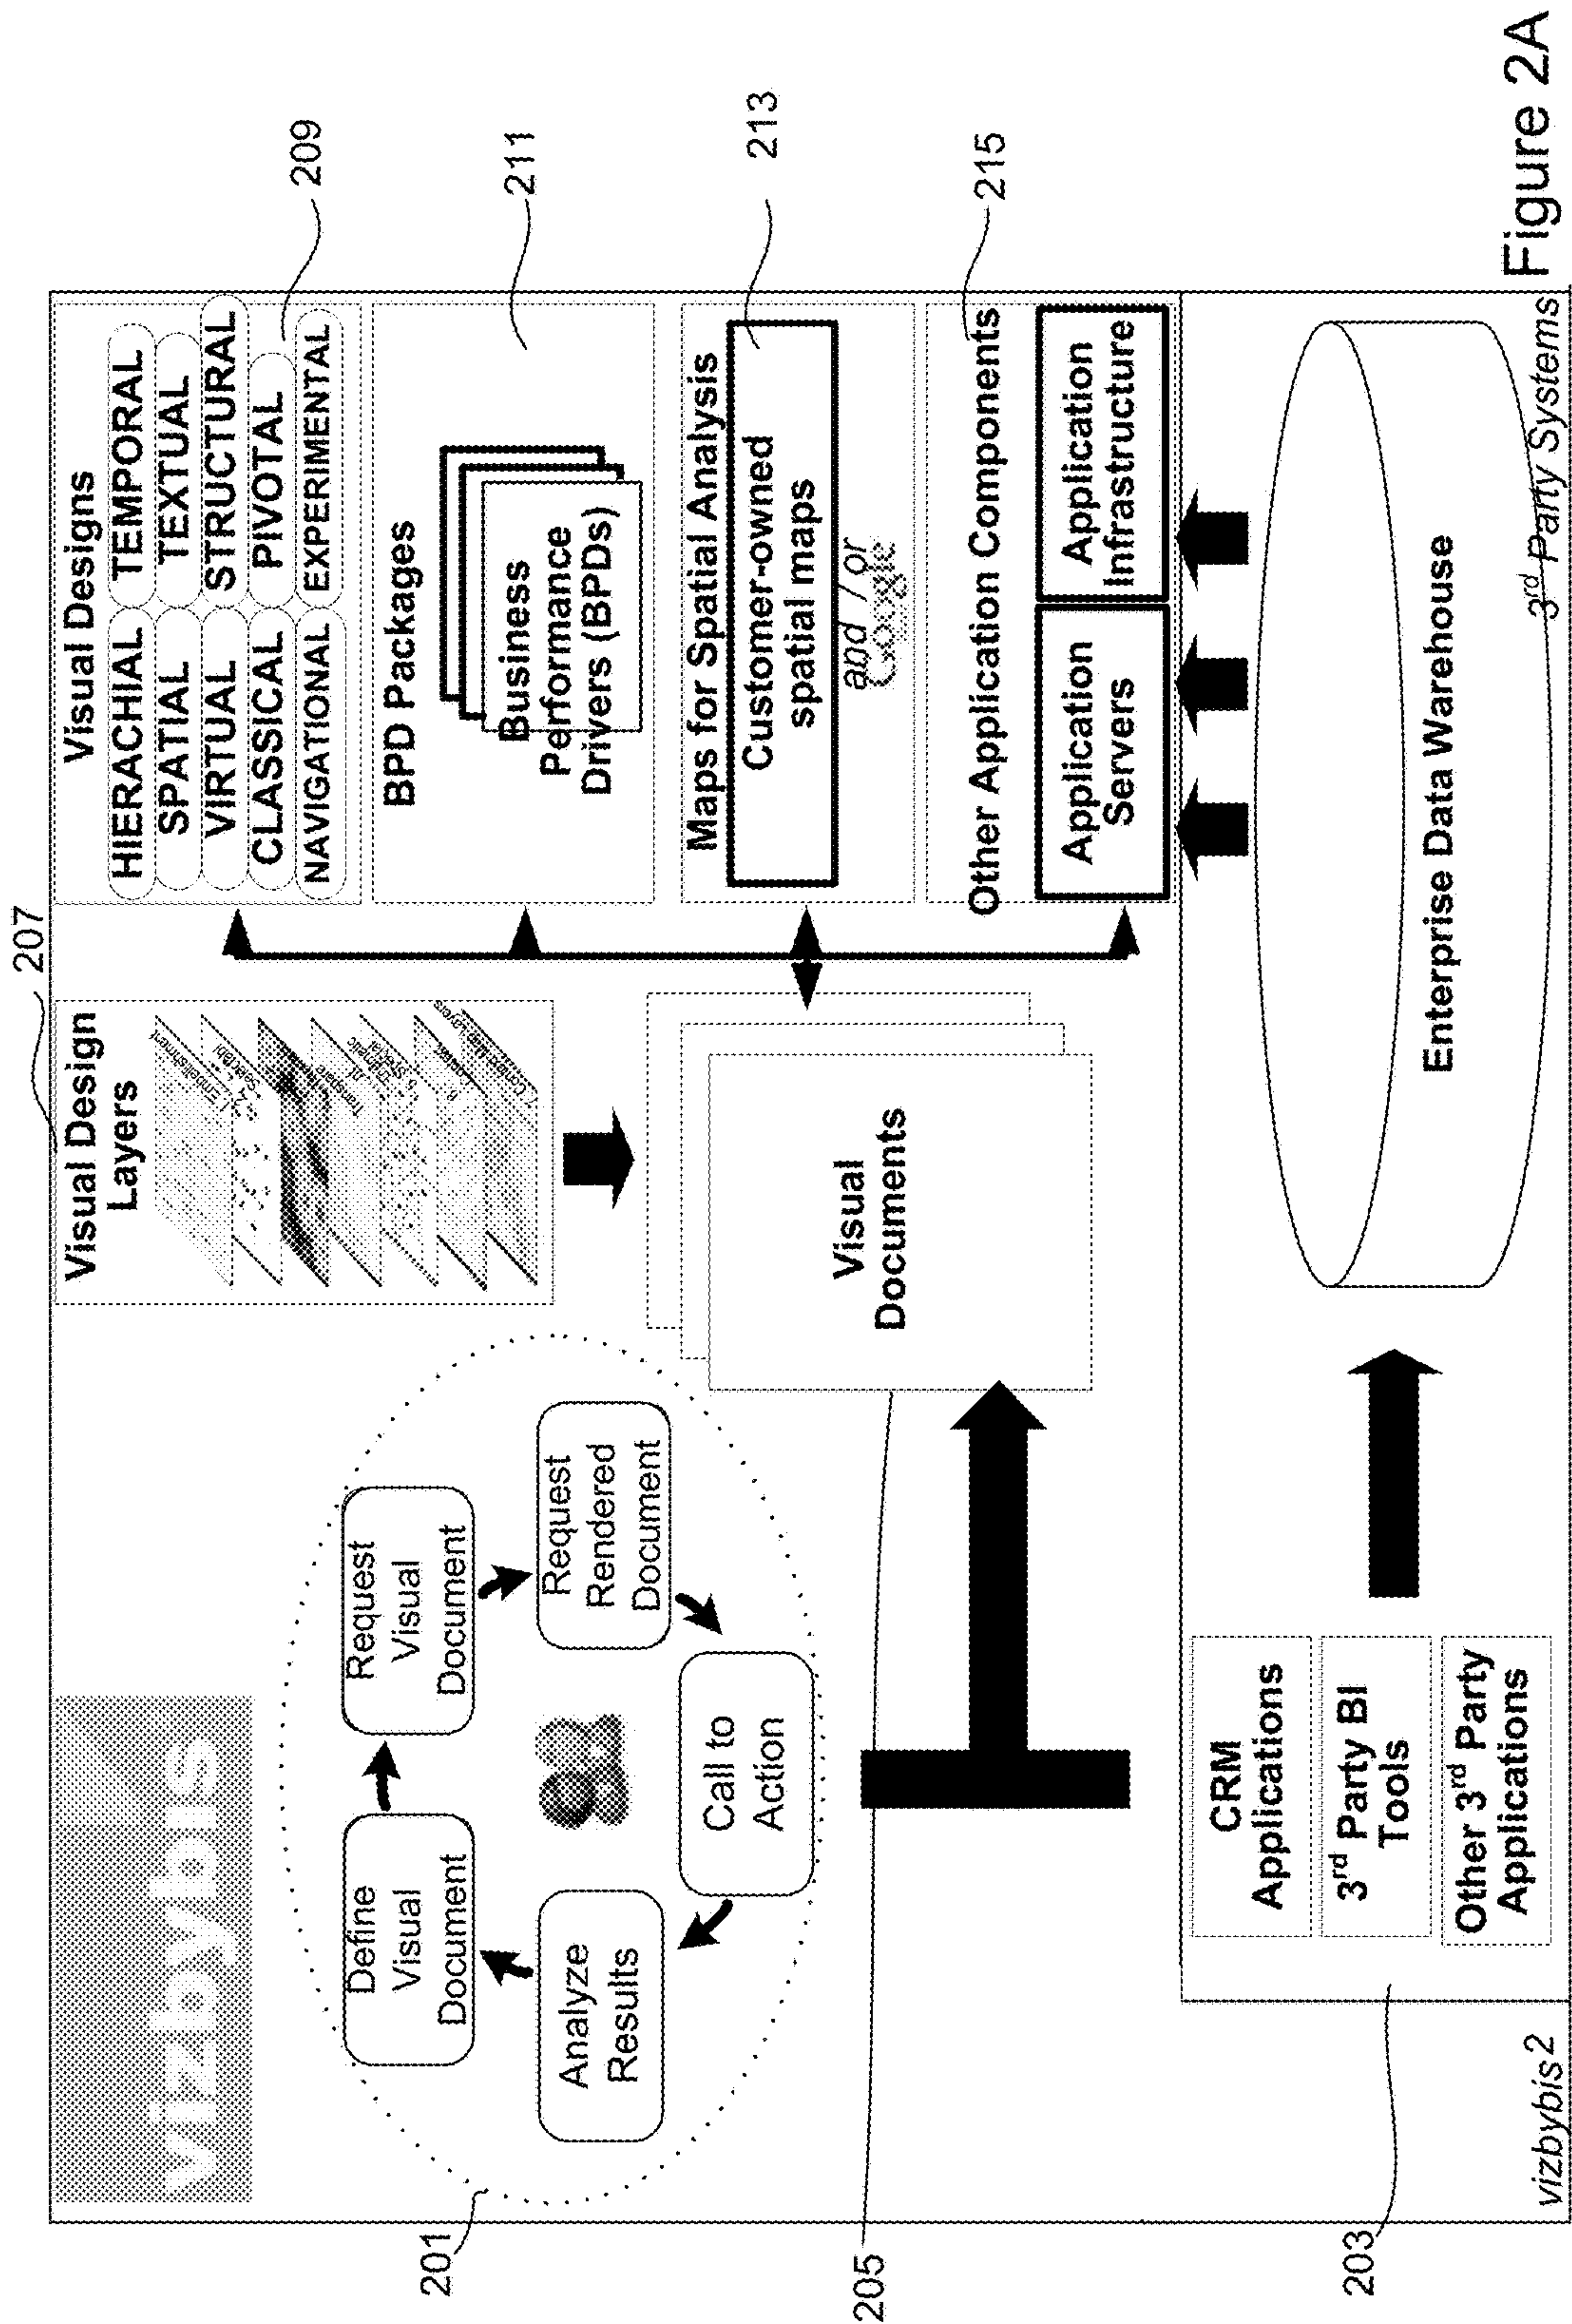 207
vizbybis
Visual Design
Layers
Embellishment
Visual Designs
HIERACHIAL TEMPORAL
SPATIAL TEXTUAL
VIRTUAL STRUCTURAL
CLASSICAL PIVOTAL
NAVIGATIONAL EXPERIMENTAL
209
201
Define
Visual
Document
Request
Visual
Document
Request
Rendered
Document
Call to
Action
Analyze
Results
BPD Packages
Business
Performance
Drivers (BPDs)
211
205
Visual
Documents
Maps for Spatial Analysis
Customer-owned
spatial maps
and / or
Google
213
Other Application Components
Application
Servers
Application
Infrastructure
215
203
CRM
Applications
3rd Party BI
Tools
Other 3rd Party
Applications
Enterprise Data Warehouse
vizbybis2
3rd Party Systems
Figure 2A